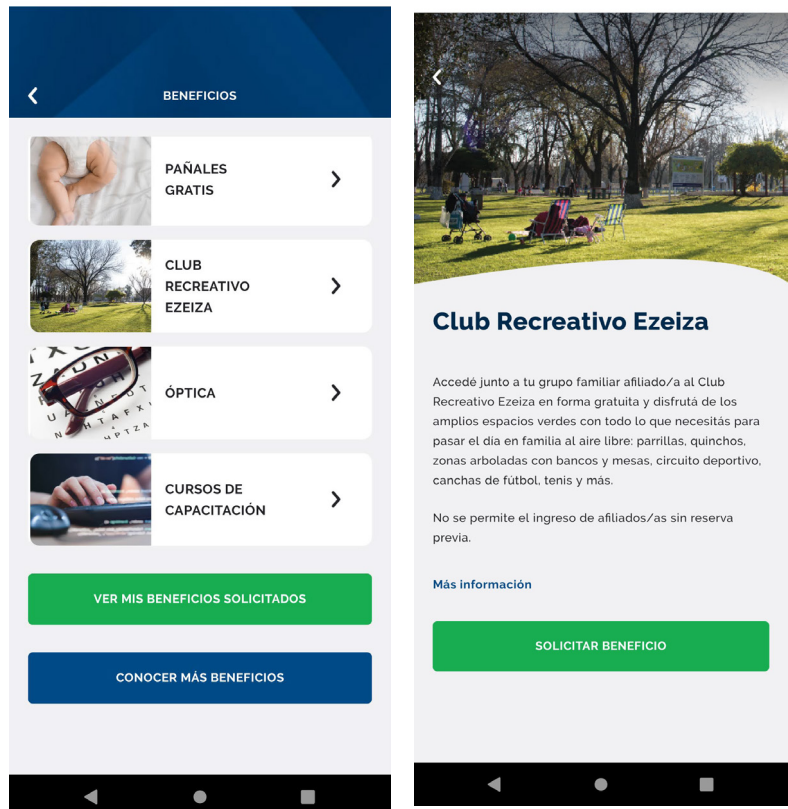 BENEFICIOS
PAÑALES
GRATIS
CLUB
RECREATIVO
EZEIZA
ÓPTICA
CURSOS DE
CAPACITACIÓN
VER MIS BENEFICIOS SOLICITADOS
CONOCER MÁS BENEFICIOS
Club Recreativo Ezeiza
Accedé junto a tu grupo familiar afiliado/a al Club
Recreativo Ezeiza en forma gratuita y disfrutá de los
amplios espacios verdes con todo lo que necesitás para
pasar el día en familia al aire libre: parrillas, quinchos,
zonas arboladas con bancos y mesas, circuito deportivo,
canchas de fútbol, tenis y más.
No se permite el ingreso de afiliados/as sin reserva
previa.
Más información
SOLICITAR BENEFICIO